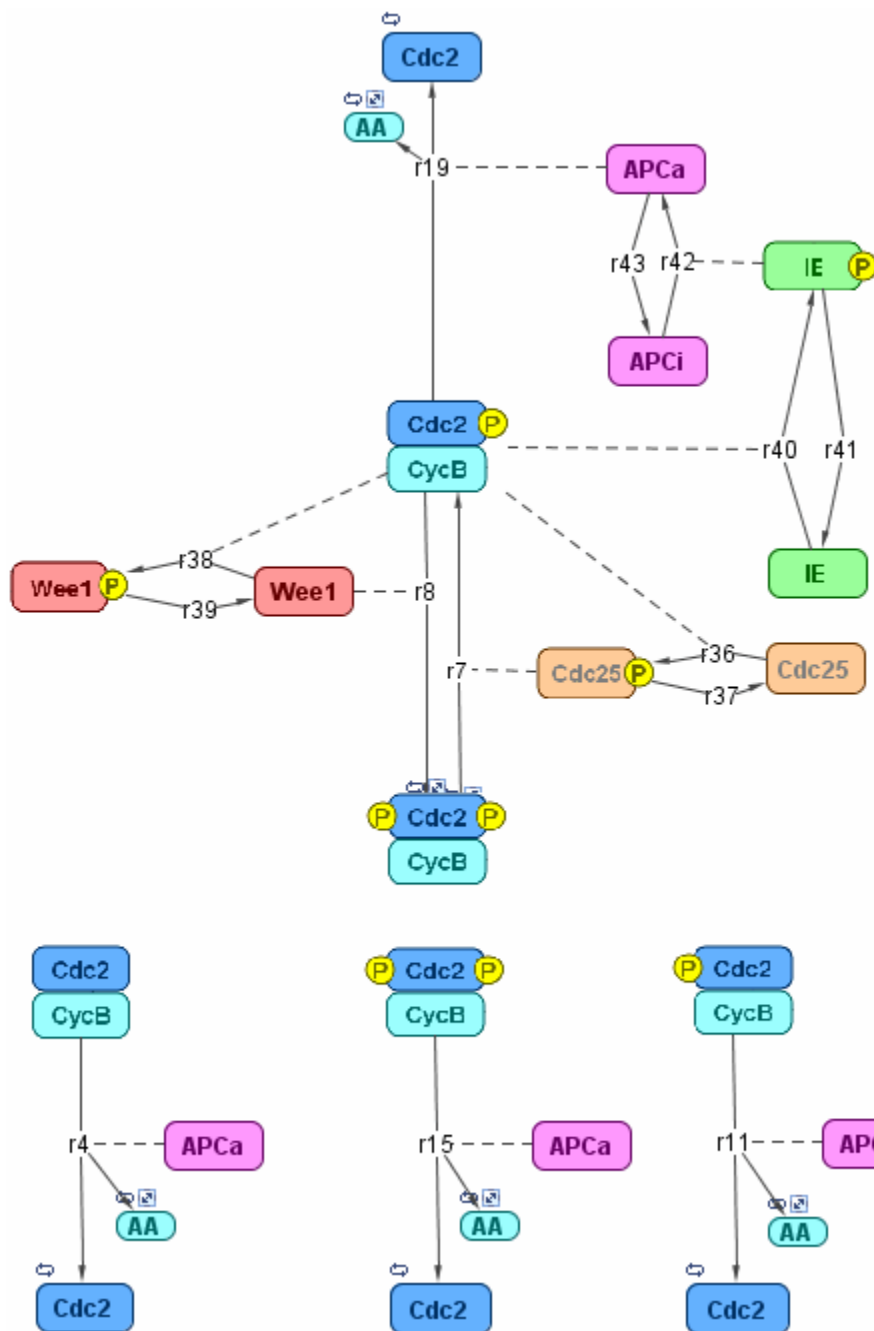 Cdc2
AA
r19
APCa
r43
r42
IE
P
APCi
Cdc2
P
CycB
r40
r41
r38
Wee1
P
Wee1
r8
IE
r39
r7
r36
Cdc25
P
Cdc25
r37
P
Cdc2
P
CycB
Cdc2
P
Cdc2
P
P
Cdc2
CycB
CycB
CycB
r4
APCa
r15
APCa
r11
AA
AA
AA
Cdc2
Cdc2
Cdc2